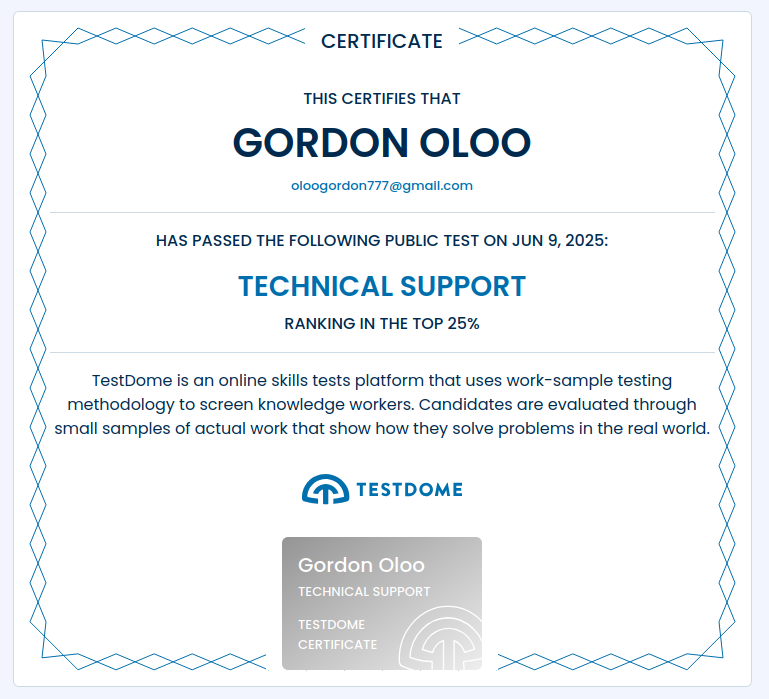 CERTIFICATE
THIS CERTIFIES THAT
GORDON OLOO
oloogordon777@gmail.com
HAS PASSED THE FOLLOWING PUBLIC TEST ON JUN 9, 2025:
TECHNICAL SUPPORT
RANKING IN THE TOP 25%
TestDome is an online skills tests platform that uses work-sample testing
methodology to screen knowledge workers. Candidates are evaluated through
small samples of actual work that show how they solve problems in the real world.
TESTDOME
Gordon Oloo
TECHNICAL SUPPORT
TESTDOME
CERTIFICATE